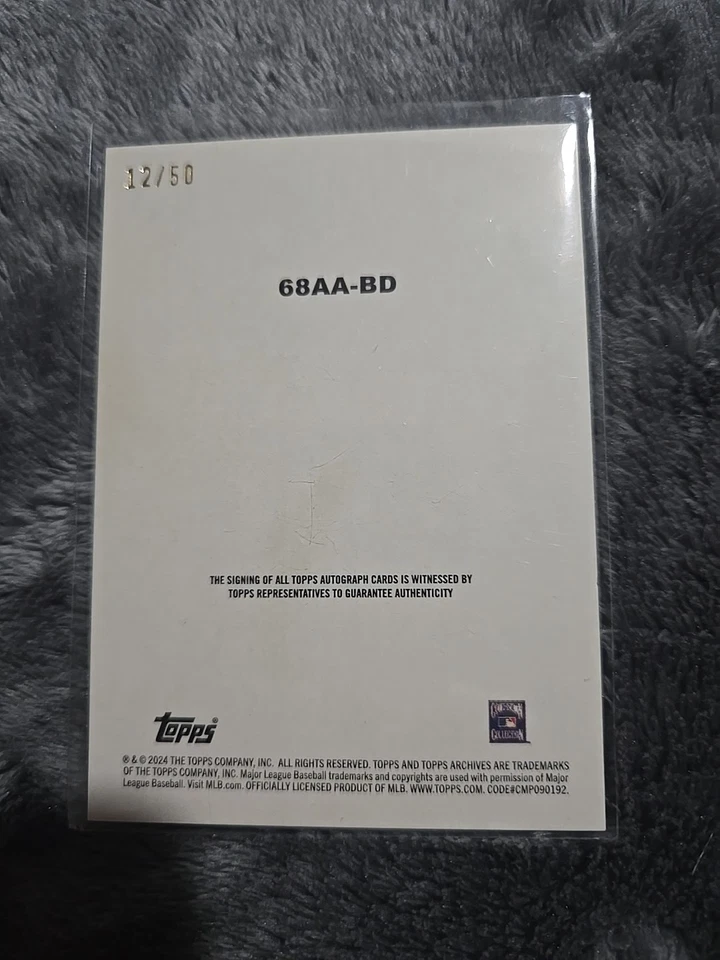 12/50
68AA-BD
THE SIGNING OF ALL TOPPS AUTOGRAPH CARDS IS WITNESSED BY
TOPPS REPRESENTATIVES TO GUARANTEE AUTHENTICITY
topps®
COLLECTION
® & © 2024 THE TOPPS COMPANY, INC. ALL RIGHTS RESERVED. TOPPS AND TOPPS ARCHIVES ARE TRADEMARKS
OF THE TOPPS COMPANY, INC. Major League Baseball trademarks and copyrights are used with permission of Major
League Baseball. Visit MLB.com. OFFICIALLY LICENSED PRODUCT OF MLB. WWW.TOPPS.COM. CODE#CMP090192.